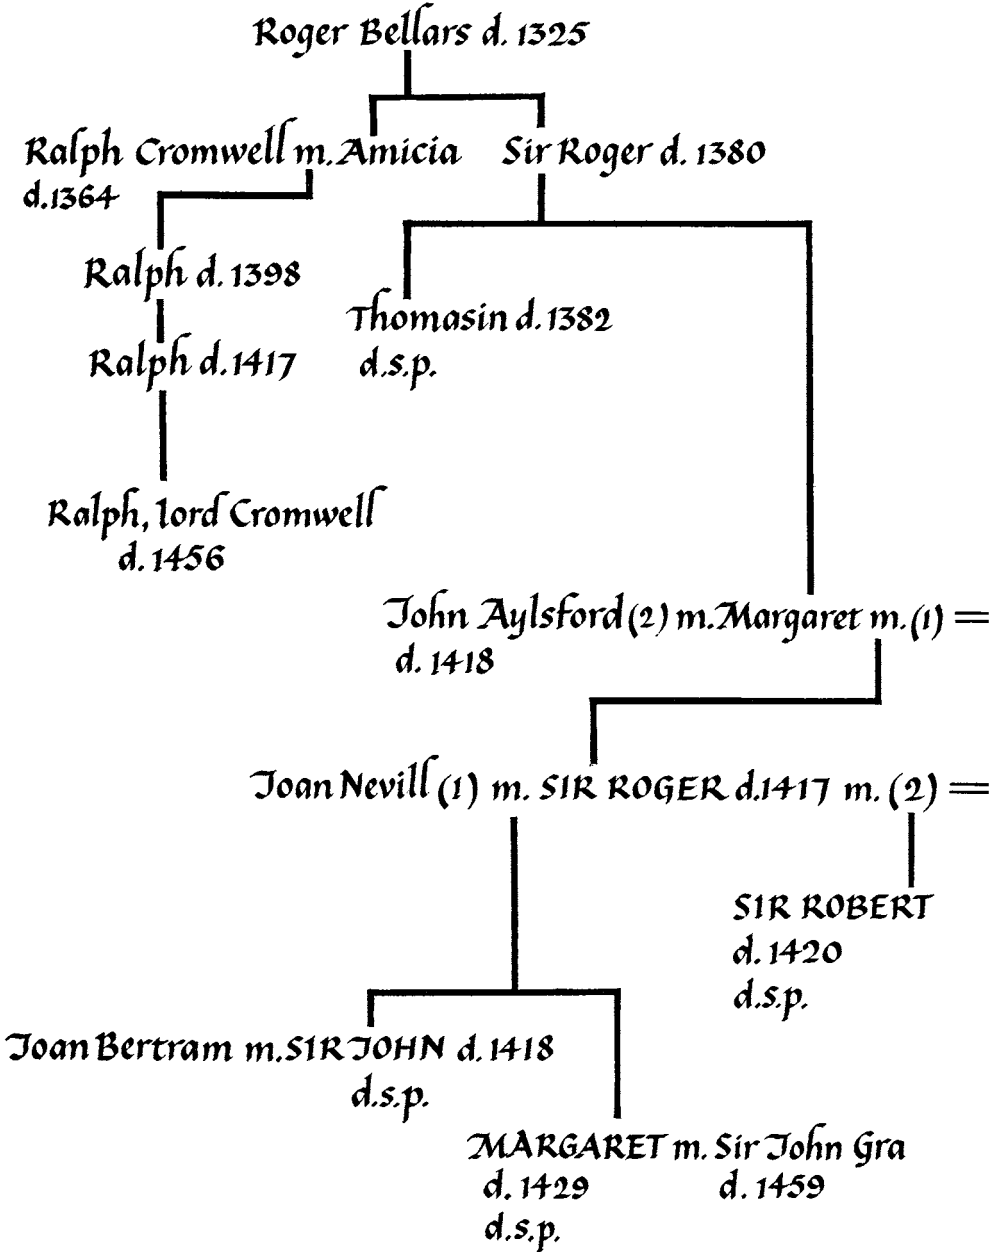 Roger Bellars d. 1325
Ralph Cromwell m. Amicia Sir Roger d. 1380
d. 1364
Ralph d. 1398
Thomasin d. 1382
Ralph d. 1417 d.s.p.
Ralph, lord Cromwell
d. 1456
John Aylsford (2) m. Margaret m. (1) =
d. 1418
Joan Nevill (1) m. SIR ROGER d. 1417 m. (2) =
SIR ROBERT
d. 1420
d.s.p.
Joan Bertram m. SIR JOHN d. 1418
d.s.p.
MARGARET m. Sir John Gra
d. 1429 d. 1459
d.s.p.